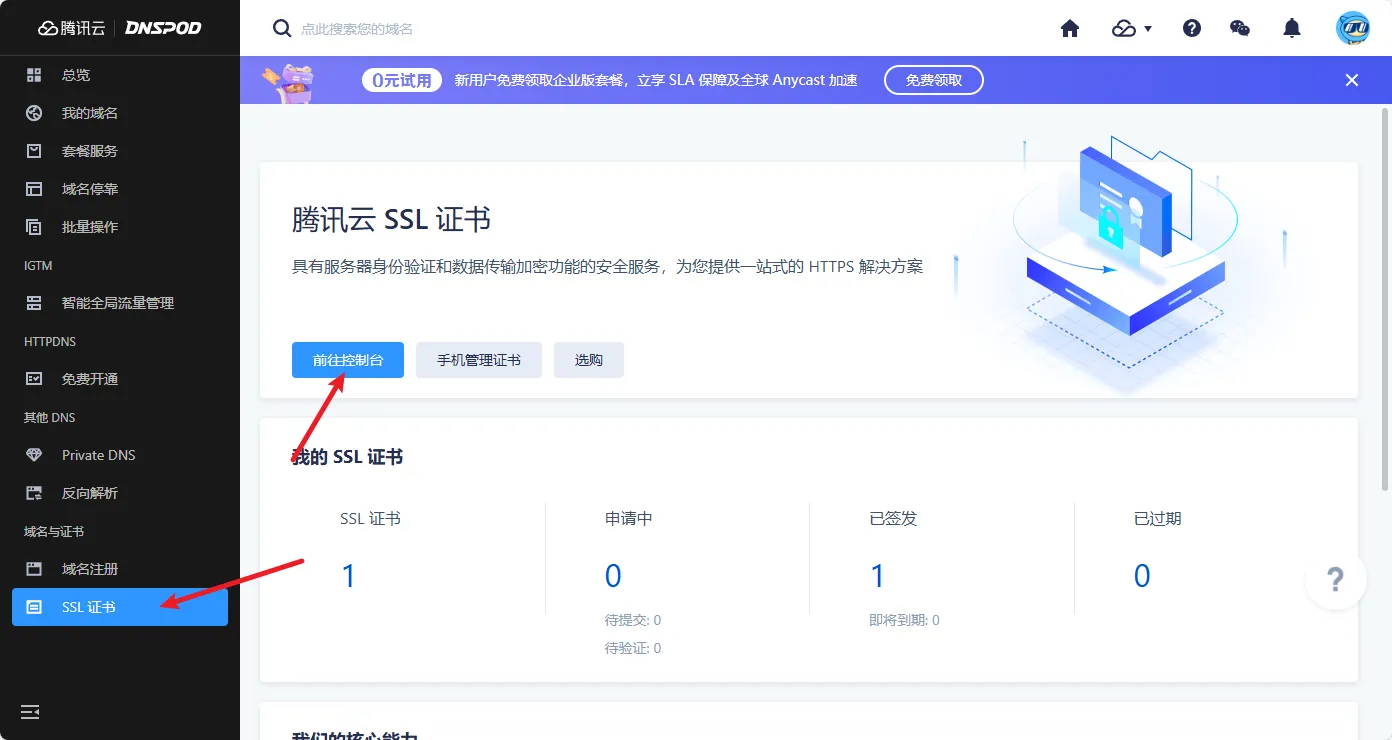 腾讯云 DNSPOD
点此搜索您的域名
0元试用 新用户免费领取企业版套餐，立享 SLA 保障及全球 Anycast 加速 免费领取
总览
我的域名
套餐服务
域名停靠
批量操作
IGTM
智能全局流量管理
HTTPDNS
免费开通
其他 DNS
Private DNS
反向解析
域名与证书
域名注册
SSL 证书
腾讯云 SSL 证书
具有服务器身份验证和数据传输加密功能的安全服务，为您提供一站式的 HTTPS 解决方案
前往控制台 手机管理证书 选购
我的 SSL 证书
SSL 证书 申请中 已签发 已过期
1 0 1 0
待提交: 0 即将到期: 0
待验证: 0
我们的核心能力